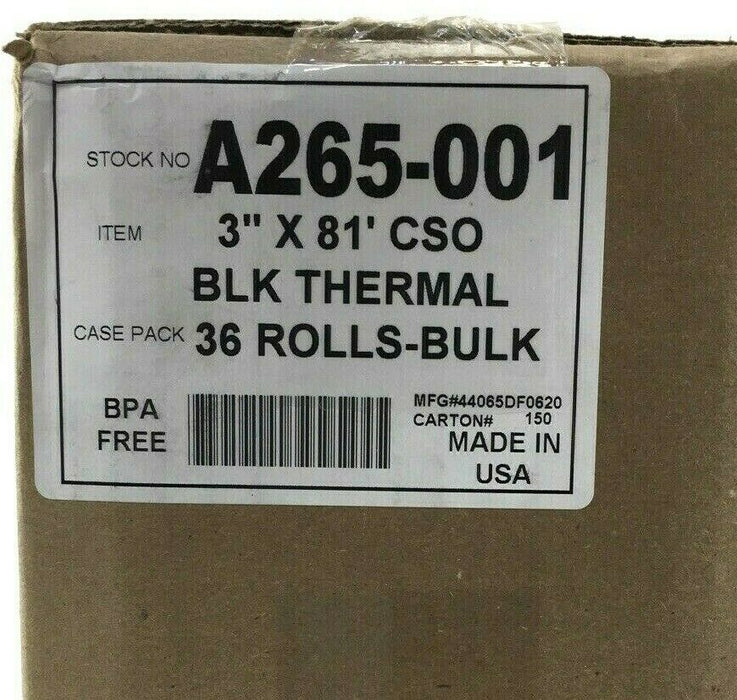 STOCK NO A265-001
ITEM 3" X 81' CSO
BLK THERMAL
CASE PACK 36 ROLLS-BULK
BPA
FREE
MFG#44065DF0620
CARTON# 150
MADE IN
USA